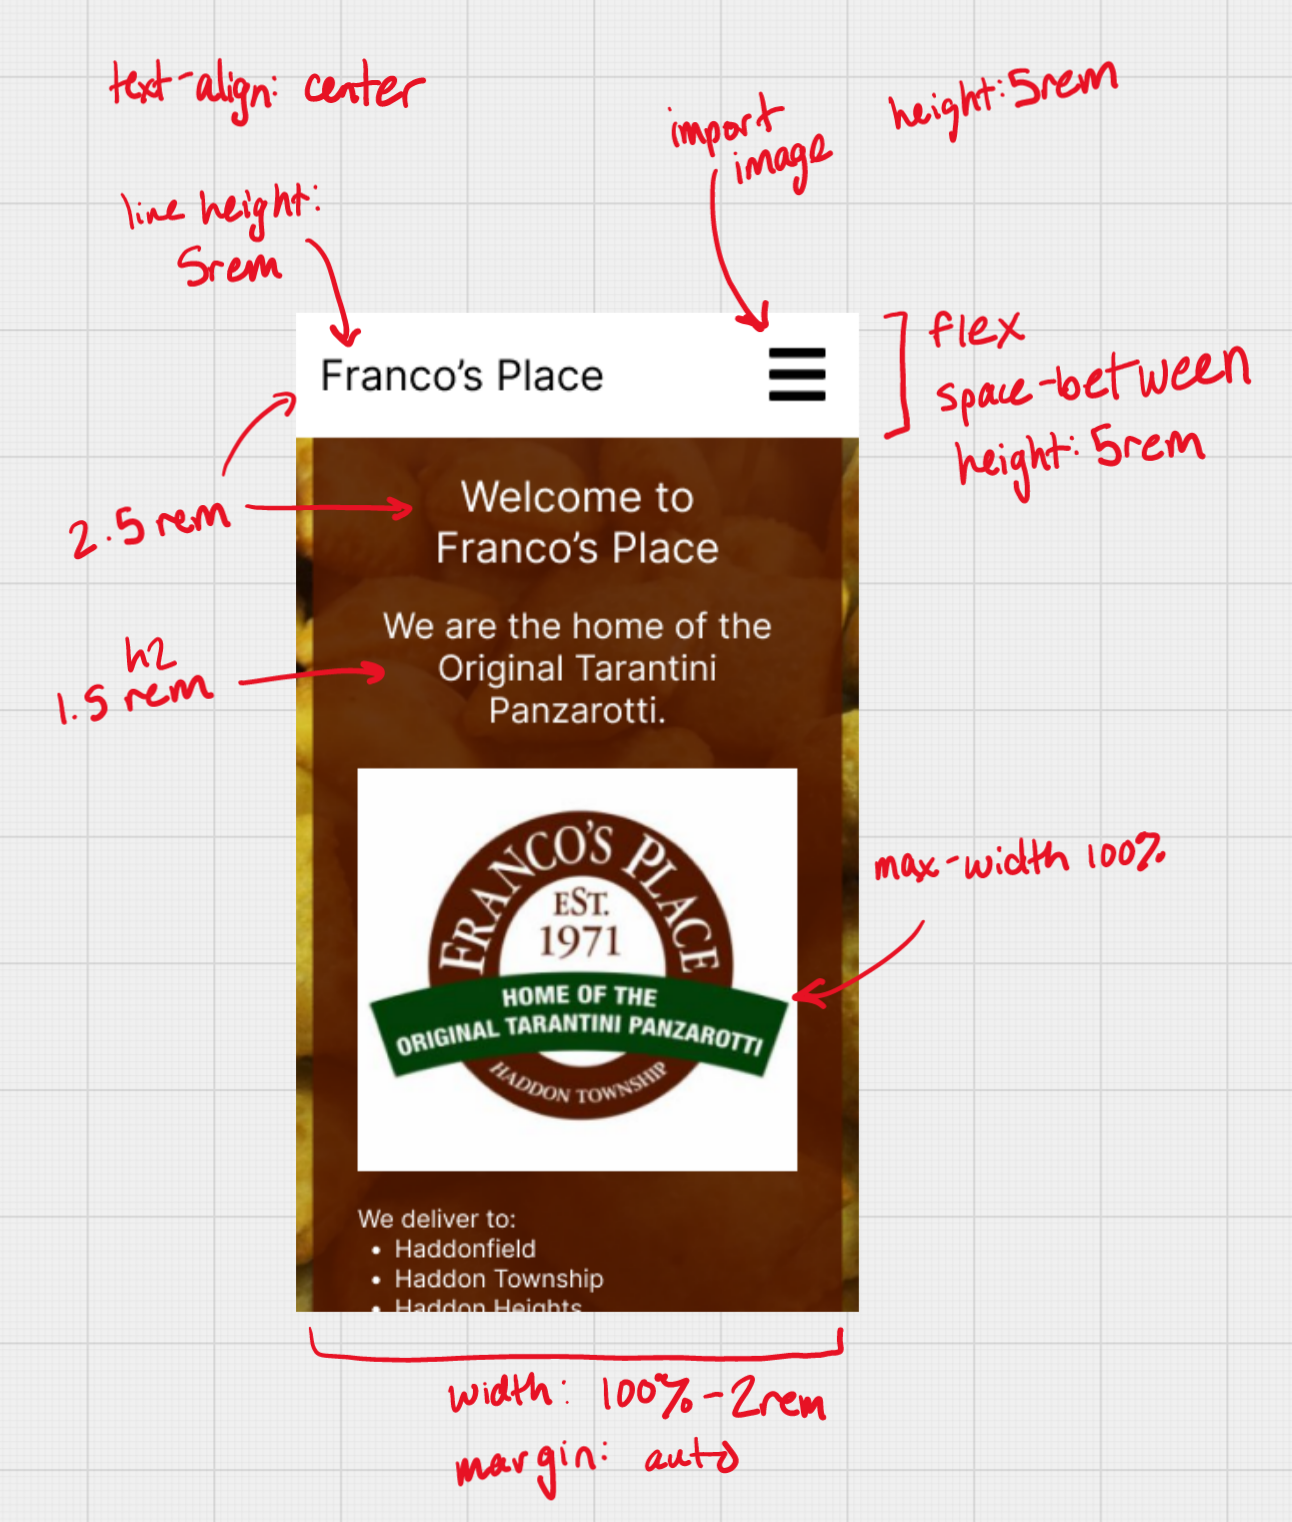 text-align: center
height: 5rem
import
image
line height:
5rem
flex
space-between
height: 5rem
Franco's Place
2.5 rem
Welcome to
Franco's Place
h2
1.5 rem
We are the home of the
Original Tarantini
Panzarotti.
max-width 100%
FRANCO'S PLACE
EST.
1971
HOME OF THE
ORIGINAL TARANTINI PANZAROTTI
HADDON TOWNSHIP
We deliver to:
• Haddonfield
• Haddon Township
• Haddon Heights
width: 100% - 2rem
margin: auto